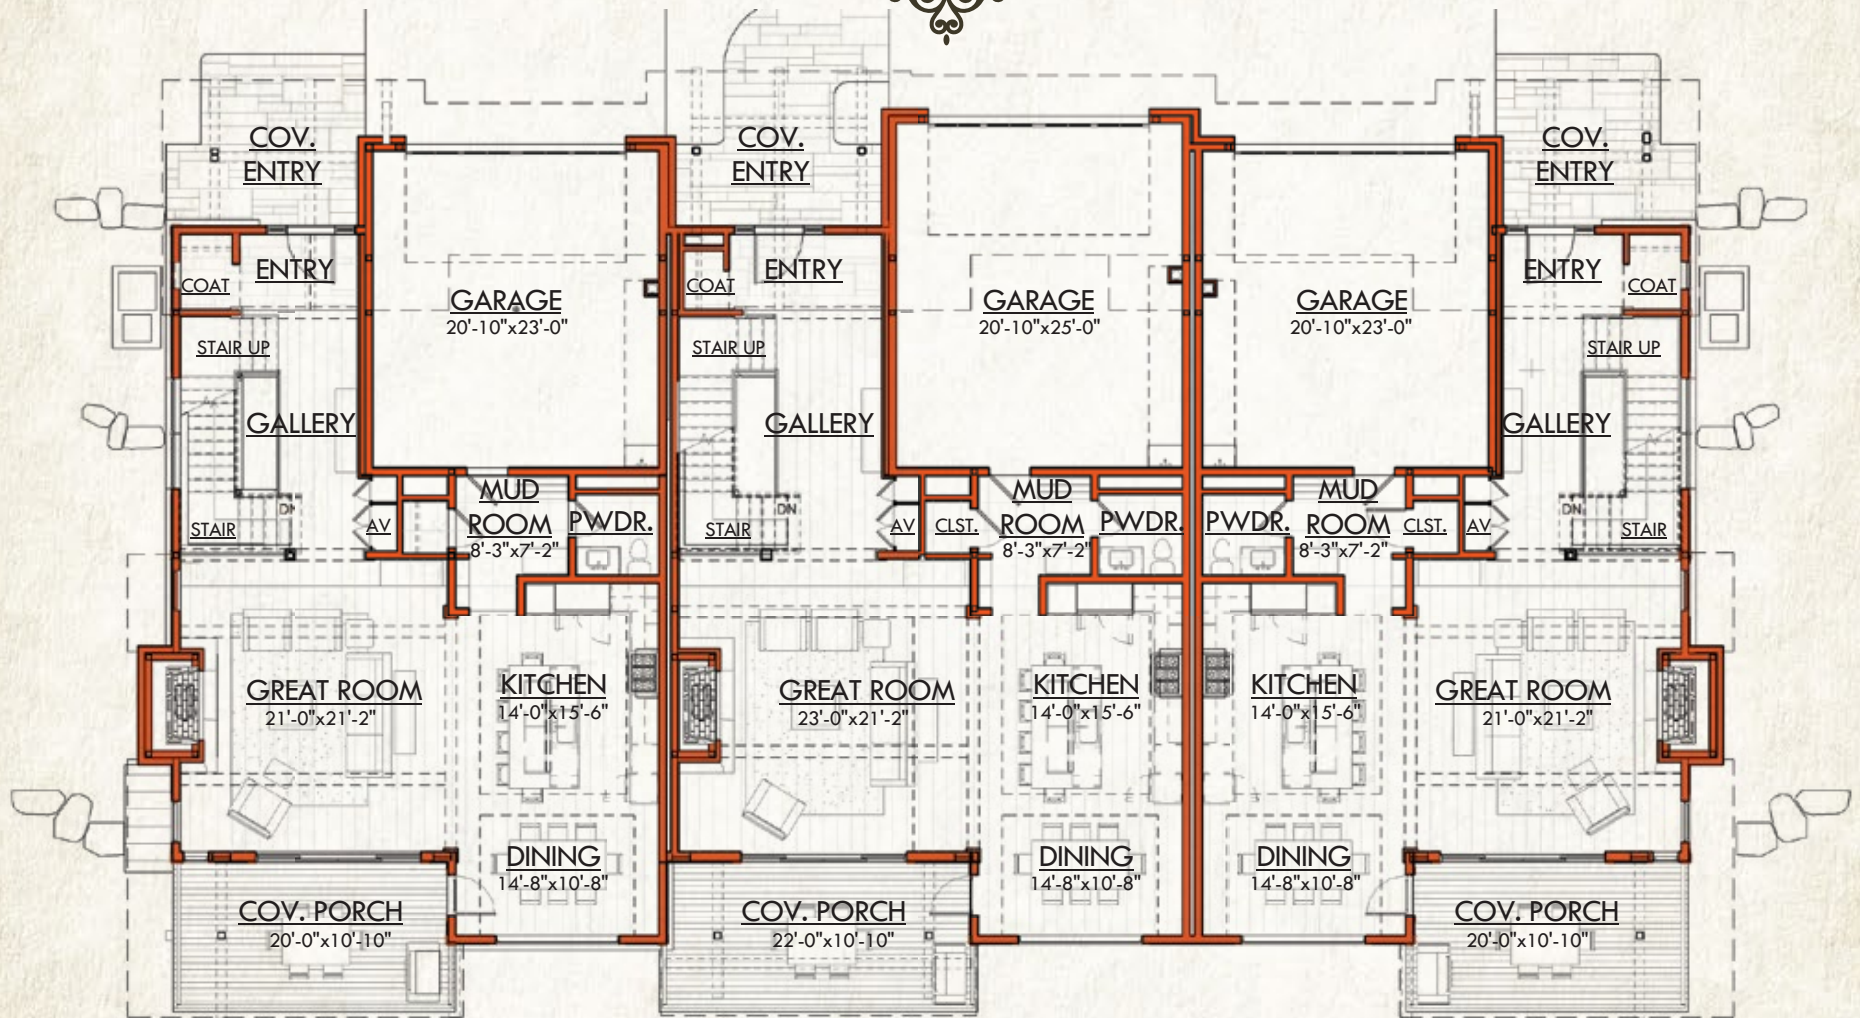 COV.
ENTRY
COV.
ENTRY
COV.
ENTRY
COAT
ENTRY
GARAGE
20'-10"x23'-0"
COAT
ENTRY
GARAGE
20'-10"x25'-0"
GARAGE
20'-10"x23'-0"
ENTRY
COAT
STAIR UP
STAIR UP
STAIR UP
GALLERY
GALLERY
GALLERY
DN
STAIR
AV
MUD
ROOM
8'-3"x7'-2"
PWDR.
DN
STAIR
AV
CLST.
MUD
ROOM
8'-3"x7'-2"
PWDR.
PWDR.
MUD
ROOM
8'-3"x7'-2"
CLST.
AV
DN
STAIR
GREAT ROOM
21'-0"x21'-2"
KITCHEN
14'-0"x15'-6"
GREAT ROOM
23'-0"x21'-2"
KITCHEN
14'-0"x15'-6"
KITCHEN
14'-0"x15'-6"
GREAT ROOM
21'-0"x21'-2"
DINING
14'-8"x10'-8"
DINING
14'-8"x10'-8"
DINING
14'-8"x10'-8"
COV. PORCH
20'-0"x10'-10"
COV. PORCH
22'-0"x10'-10"
COV. PORCH
20'-0"x10'-10"